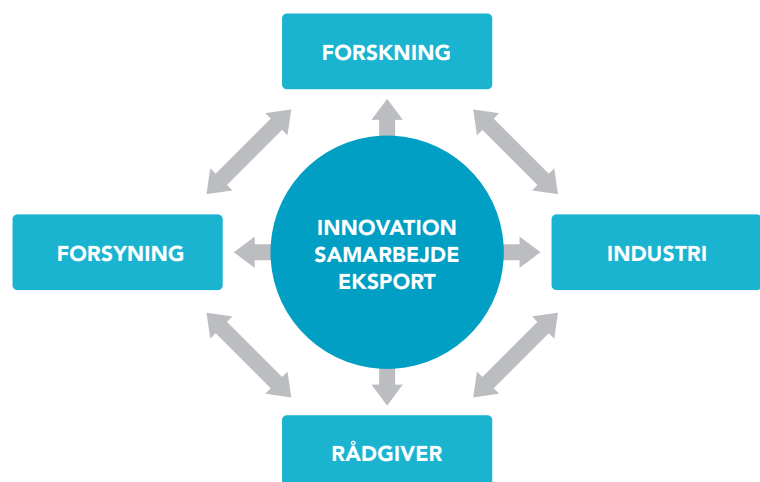 FORSKNING
FORSYNING
INNOVATION
SAMARBEJDE
EKSPORT
INDUSTRI
RÅDGIVER